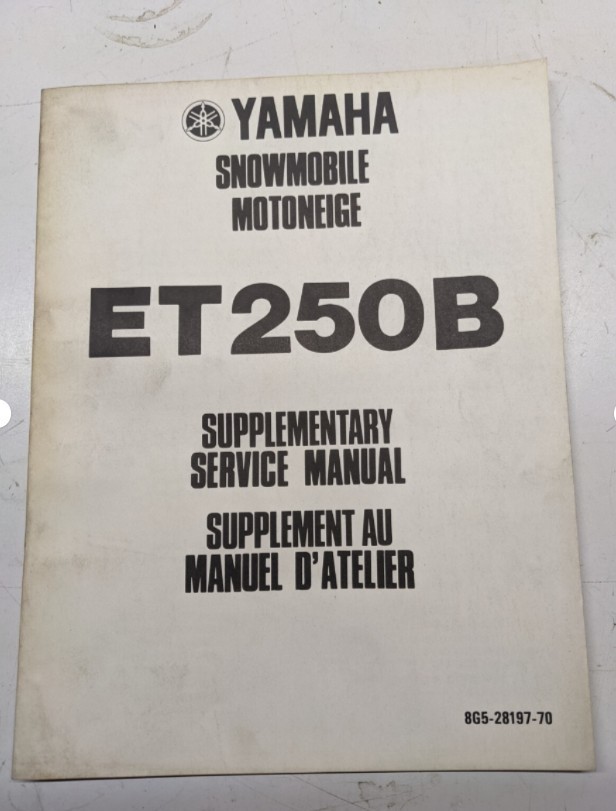 YAMAHA
SNOWMOBILE
MOTONEIGE
ET250B
SUPPLEMENTARY
SERVICE MANUAL
SUPPLEMENT AU
MANUEL D'ATELIER
8G5-28197-70